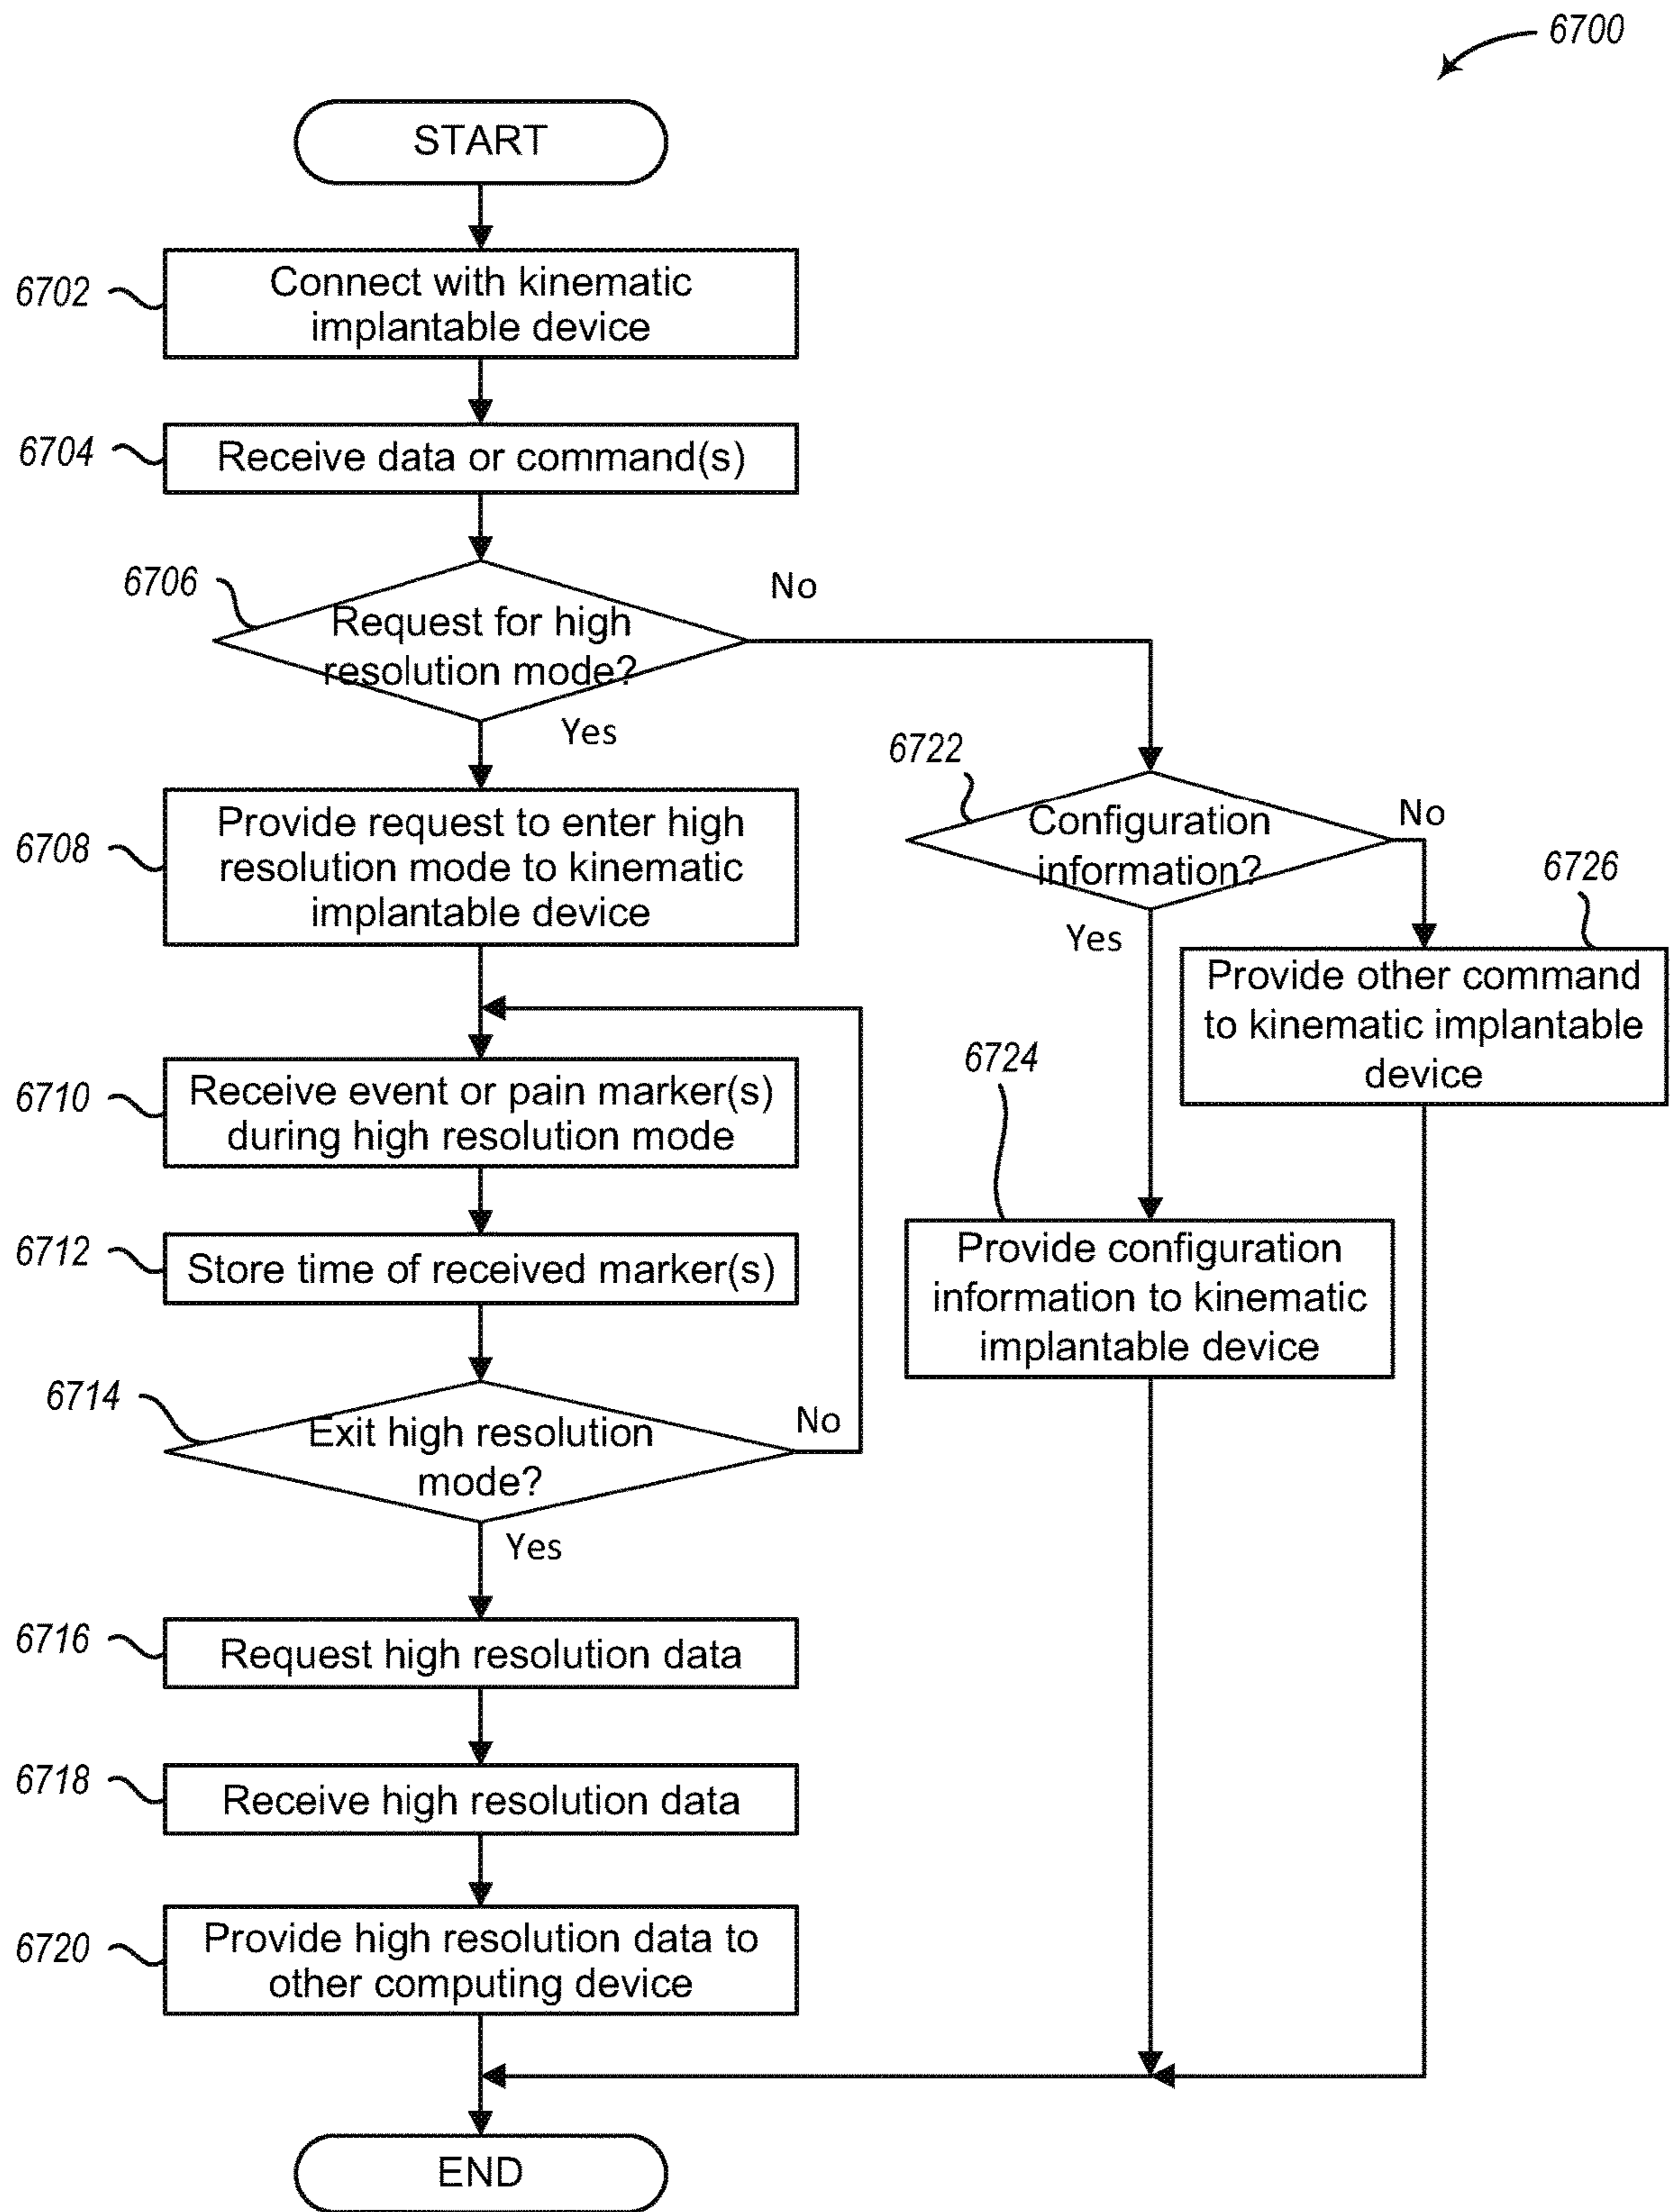 6700
START
6702
Connect with kinematic
implantable device
6704
Receive data or command(s)
6706
Request for high
resolution mode?
No
Yes
6708
Provide request to enter high
resolution mode to kinematic
implantable device
6722
Configuration
information?
No
Yes
6726
Provide other command
to kinematic implantable
device
6724
Provide configuration
information to kinematic
implantable device
6710
Receive event or pain marker(s)
during high resolution mode
6712
Store time of received marker(s)
6714
Exit high resolution
mode?
No
Yes
6716
Request high resolution data
6718
Receive high resolution data
6720
Provide high resolution data to
other computing device
END